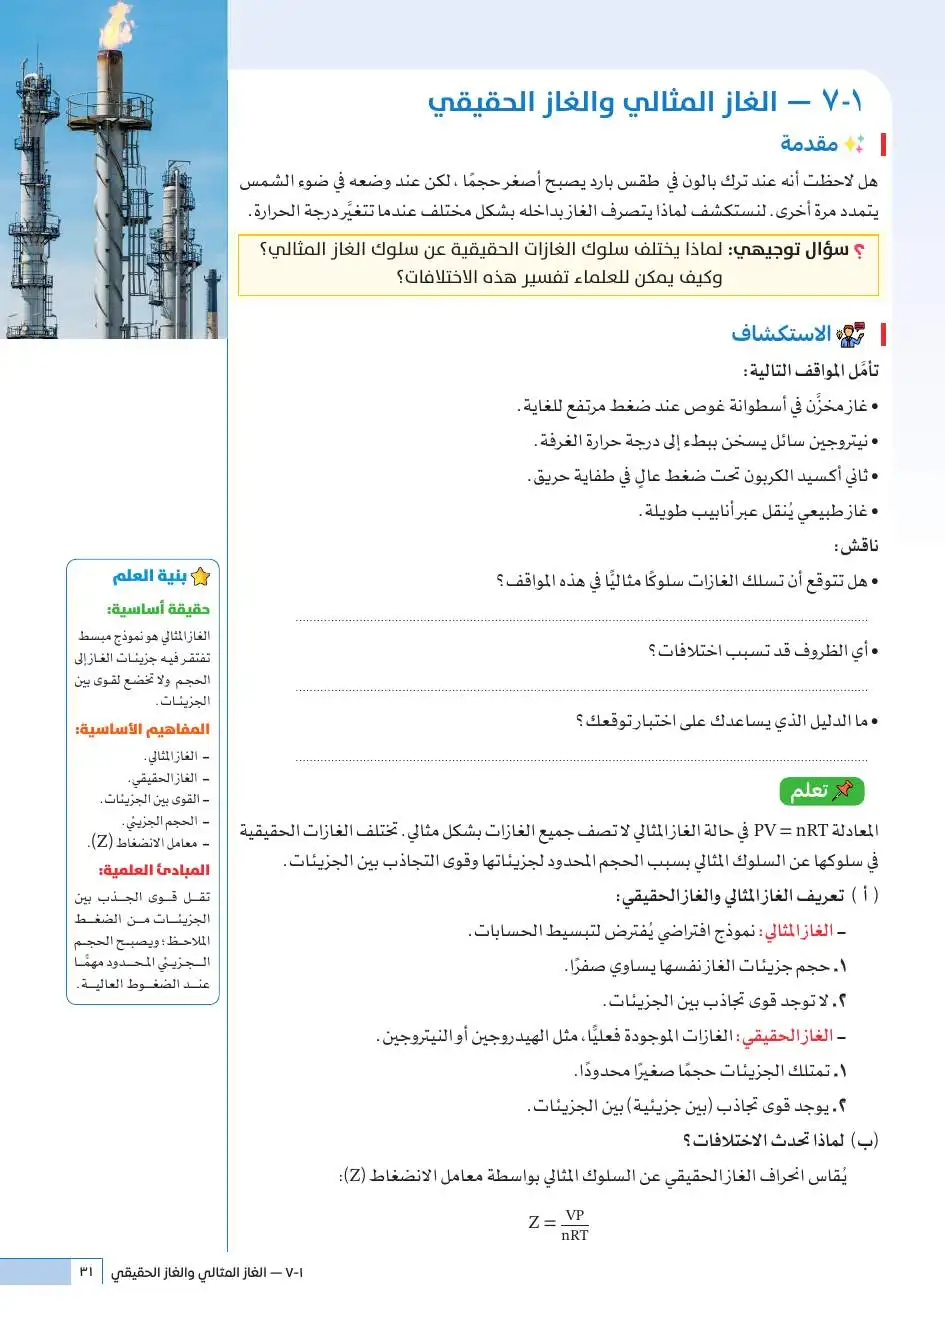 ٧-١ — الغاز المثالي والغاز الحقيقي
مقدمة
هل لاحظت أنه عند ترك بالون في طقس بارد يصبح أصغر حجمًا ، لكن عند وضعه في ضوء الشمس
يتمدد مرة أخرى. لنستكشف لماذا يتصرف الغاز بداخله بشكل مختلف عندما تتغيَّر درجة الحرارة.
؟ سؤال توجيهي: لماذا يختلف سلوك الغازات الحقيقية عن سلوك الغاز المثالي؟
وكيف يمكن للعلماء تفسير هذه الاختلافات؟
الاستكشاف
تأمَّل المواقف التالية:
• غاز مخزَّن في أسطوانة غوص عند ضغط مرتفع للغاية.
• نيتروجين سائل يسخن ببطء إلى درجة حرارة الغرفة.
• ثاني أكسيد الكربون تحت ضغط عالٍ في طفاية حريق.
• غاز طبيعي يُنقل عبر أنابيب طويلة.
ناقش:
• هل تتوقع أن تسلك الغازات سلوكًا مثاليًّا في هذه المواقف؟
• أي الظروف قد تسبب اختلافات؟
• ما الدليل الذي يساعدك على اختبار توقعك؟
تعلم
المعادلة PV = nRT في حالة الغاز المثالي لا تصف جميع الغازات بشكل مثالي. تختلف الغازات الحقيقية
في سلوكها عن السلوك المثالي بسبب الحجم المحدود لجزيئاتها وقوى التجاذب بين الجزيئات.
( أ ) تعريف الغاز المثالي والغاز الحقيقي:
– الغاز المثالي: نموذج افتراضي يُفترض لتبسيط الحسابات.
١. حجم جزيئات الغاز نفسها يساوي صفرًا.
٢. لا توجد قوى تجاذب بين الجزيئات.
– الغاز الحقيقي: الغازات الموجودة فعليًّا، مثل الهيدروجين أو النيتروجين.
١. تمتلك الجزيئات حجمًا صغيرًا محدودًا.
٢. يوجد قوى تجاذب (بين جزيئية) بين الجزيئات.
(ب) لماذا تحدث الاختلافات؟
يُقاس انحراف الغاز الحقيقي عن السلوك المثالي بواسطة معامل الانضغاط (Z):
Z = VP/nRT
بنية العلم
حقيقة أساسية:
الغاز المثالي هو نموذج مبسط
تفتقر فيه جزيئات الغاز إلى
الحجم ولا تخضع لقوى بين
الجزيئات.
المفاهيم الأساسية:
– الغاز المثالي.
– الغاز الحقيقي.
– القوى بين الجزيئات.
– الحجم الجزيئي.
– معامل الانضغاط (Z).
المبادئ العلمية:
تقل قوى الجذب بين
الجزيئات من الضغط
الملاحظ؛ ويصبح الحجم
الجزيئي المحدود مهمًّا
عند الضغوط العالية.
٧-١ — الغاز المثالي والغاز الحقيقي
٣١